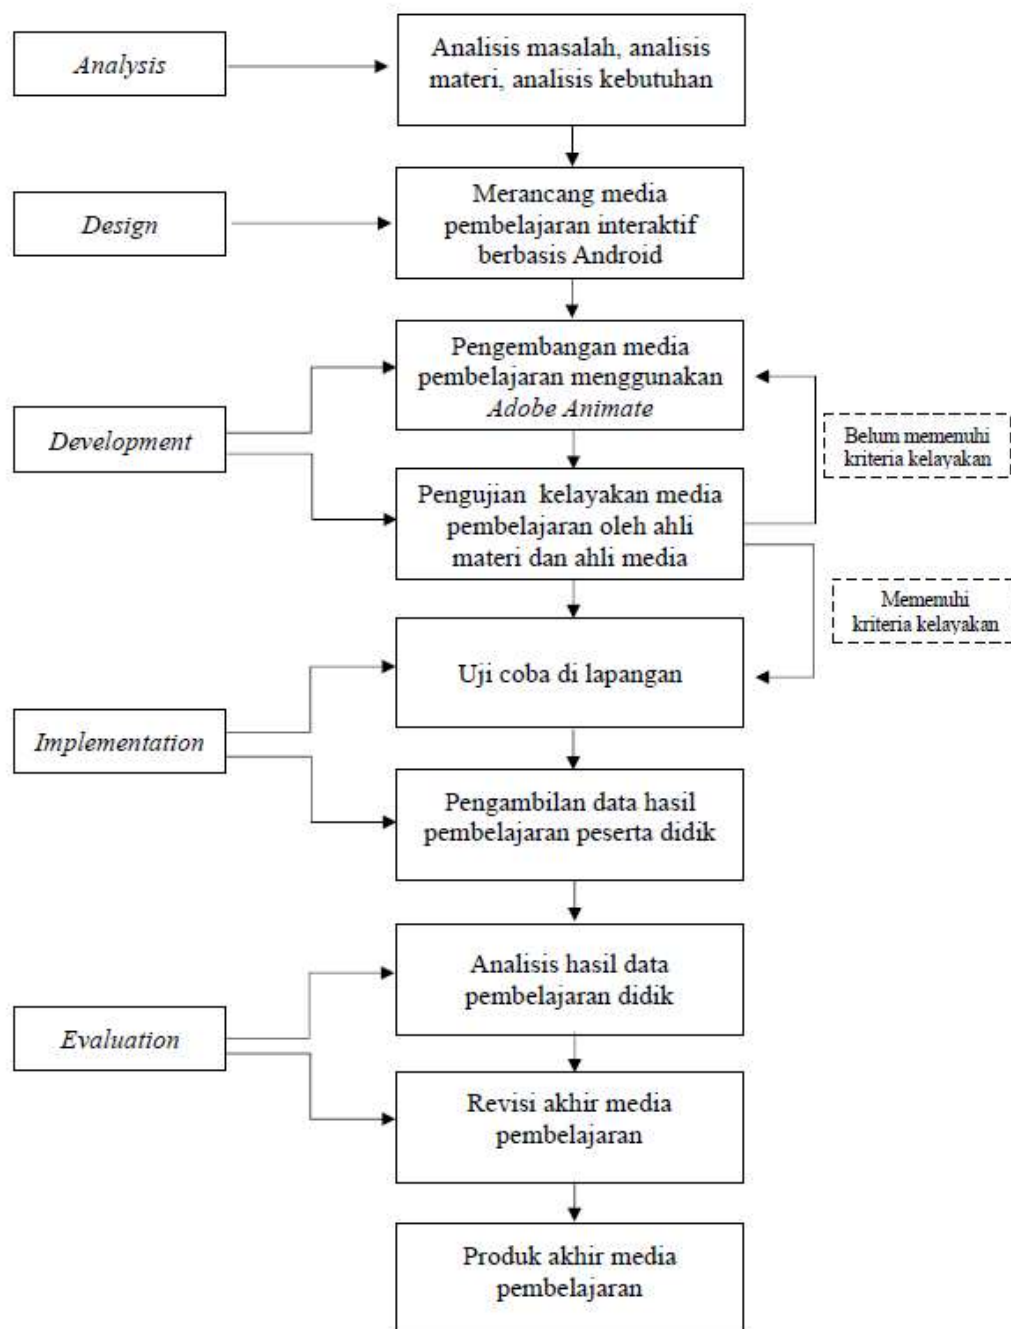 Analysis
Analisis masalah, analisis
materi, analisis kebutuhan
Design
Merancang media
pembelajaran interaktif
berbasis Android
Development
Pengembangan media
pembelajaran menggunakan
Adobe Animate
Belum memenuhi
kriteria kelayakan
Pengujian kelayakan media
pembelajaran oleh ahli
materi dan ahli media
Memenuhi
kriteria kelayakan
Implementation
Uji coba di lapangan
Pengambilan data hasil
pembelajaran peserta didik
Evaluation
Analisis hasil data
pembelajaran didik
Revisi akhir media
pembelajaran
Produk akhir media
pembelajaran